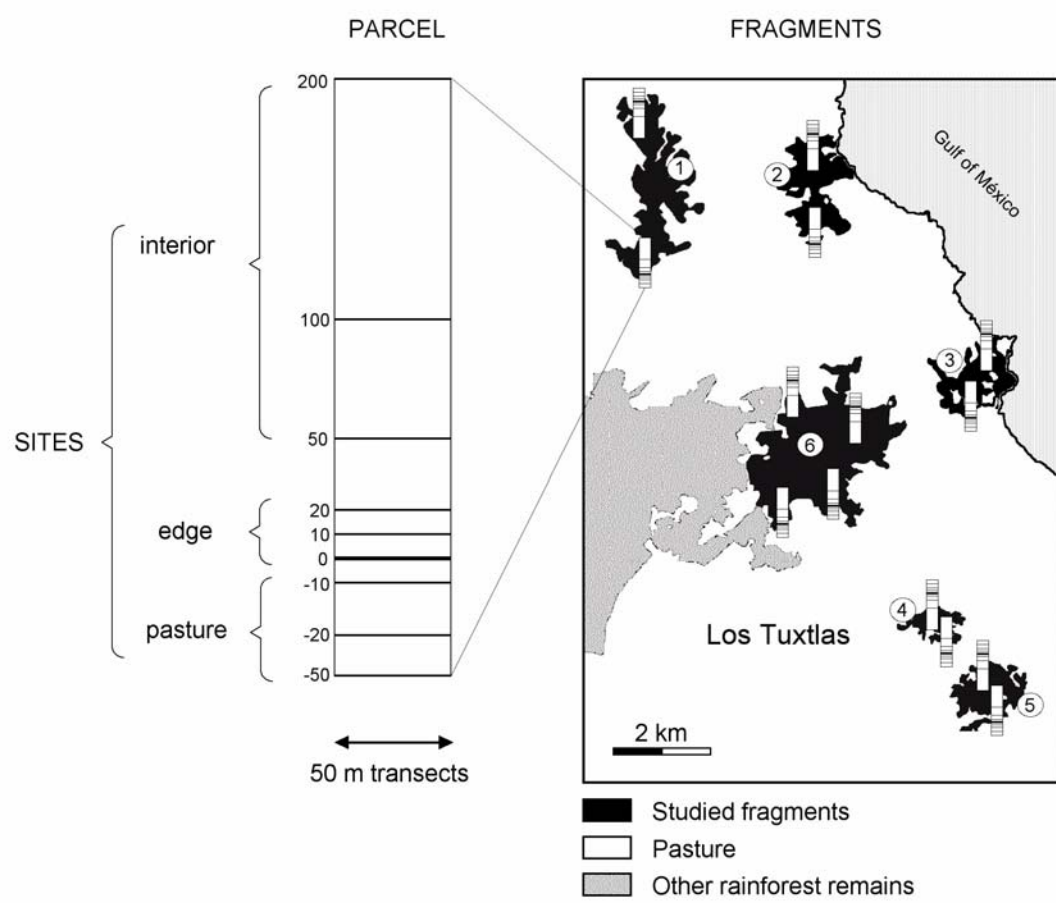 PARCEL
FRAGMENTS
SITES
interior
edge
pasture
200
100
50
20
10
0
-10
-20
-50
50 m transects
1
2
Gulf of México
3
6
4
Los Tuxtlas
5
2 km
Studied fragments
Pasture
Other rainforest remains